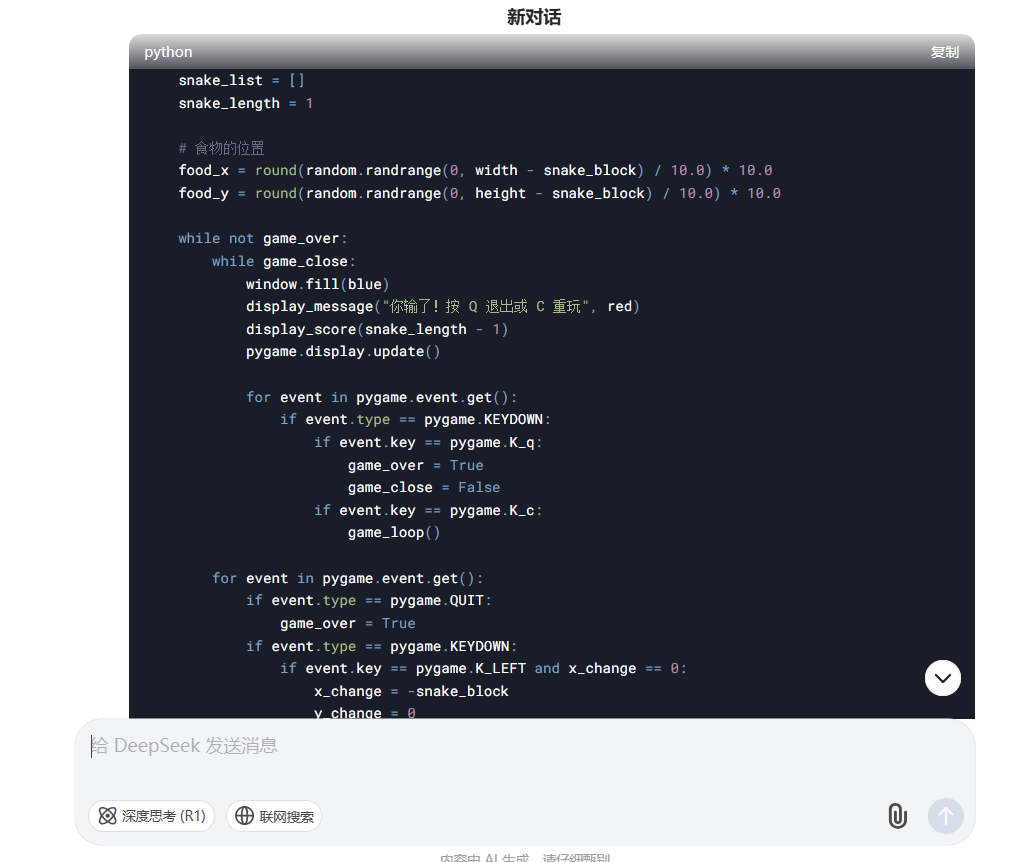 新对话
python
复制
snake_list = []
snake_length = 1
# 食物的位置
food_x = round(random.randrange(0, width - snake_block) / 10.0) * 10.0
food_y = round(random.randrange(0, height - snake_block) / 10.0) * 10.0
while not game_over:
while game_close:
window.fill(blue)
display_message("你输了! 按 Q 退出或 C 重玩", red)
display_score(snake_length - 1)
pygame.display.update()
for event in pygame.event.get():
if event.type == pygame.KEYDOWN:
if event.key == pygame.K_q:
game_over = True
game_close = False
if event.key == pygame.K_c:
game_loop()
for event in pygame.event.get():
if event.type == pygame.QUIT:
game_over = True
if event.type == pygame.KEYDOWN:
if event.key == pygame.K_LEFT and x_change == 0:
x_change = -snake_block
y_change = 0
给 DeepSeek 发送消息
深度思考 (R1)
联网搜索
内容由 AI 生成，请仔细甄别